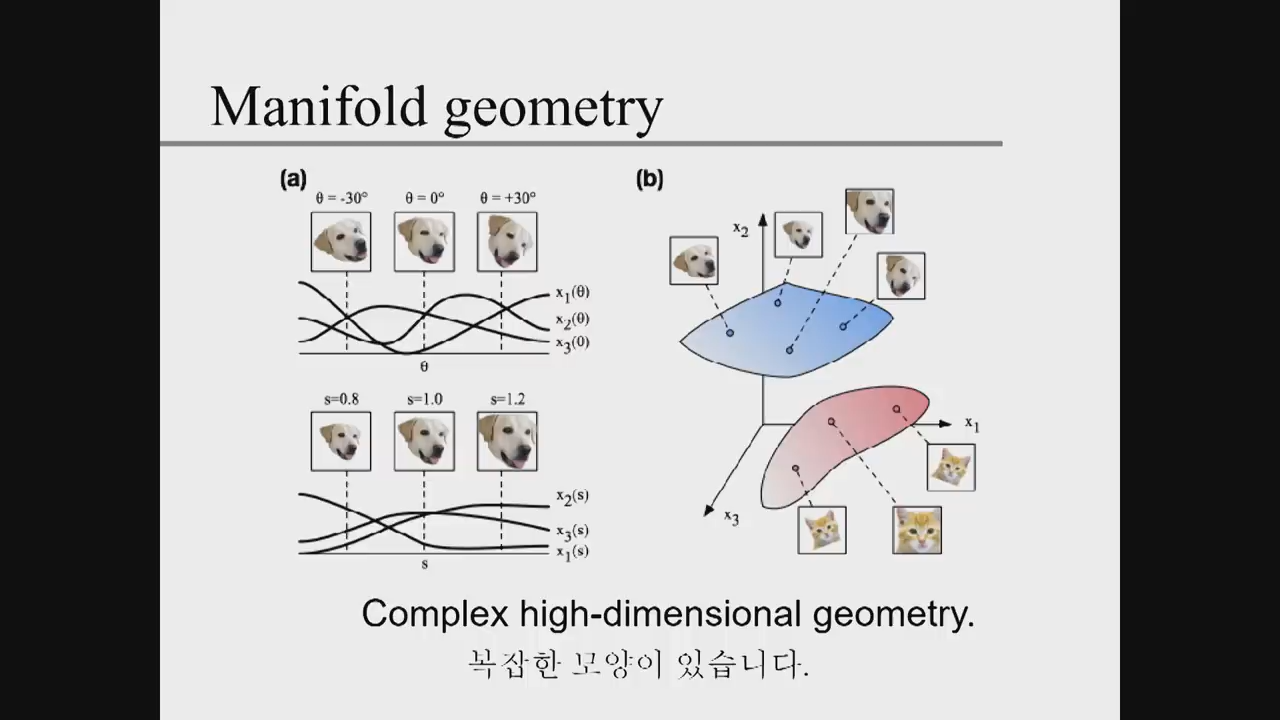 Manifold geometry
(a)
θ = -30° θ = 0° θ = +30°
x1(θ)
x2(θ)
x3(θ)
θ
s=0.8 s=1.0 s=1.2
x2(s)
x3(s)
x1(s)
s
(b)
x2
x1
x3
Complex high-dimensional geometry.
복잡한 모양이 있습니다.